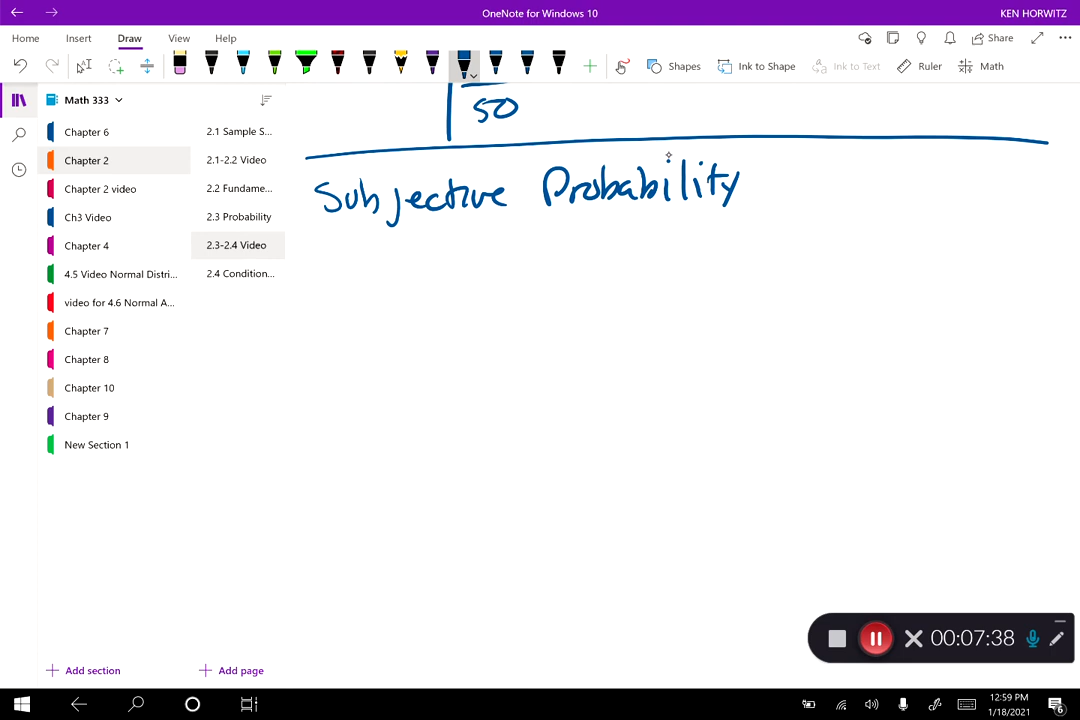 OneNote for Windows 10
KEN HORWITZ
Home Insert Draw View Help
Share
Shapes Ink to Shape Ink to Text Ruler Math
Math 333
Chapter 6
Chapter 2
Chapter 2 video
Ch3 Video
Chapter 4
4.5 Video Normal Distri...
video for 4.6 Normal A...
Chapter 7
Chapter 8
Chapter 10
Chapter 9
New Section 1
Add section
2.1 Sample S...
2.1-2.2 Video
2.2 Fundame...
2.3 Probability
2.3-2.4 Video
2.4 Condition...
Add page
50
Subjective Probability
00:07:38
12:59 PM
1/18/2021
6